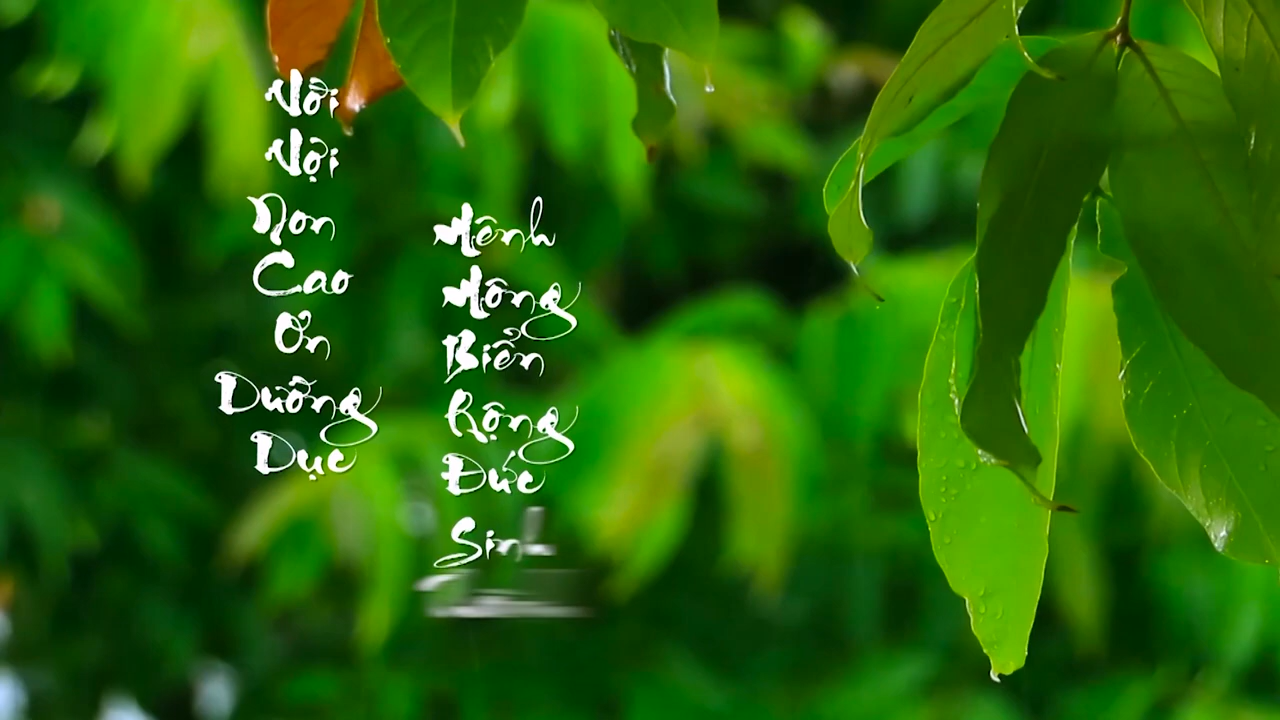 Vời
Vợi
Non
Cao
Ơn
Dưỡng
Dục
Mênh
Mông
Biển
Rộng
Đức
Sinh